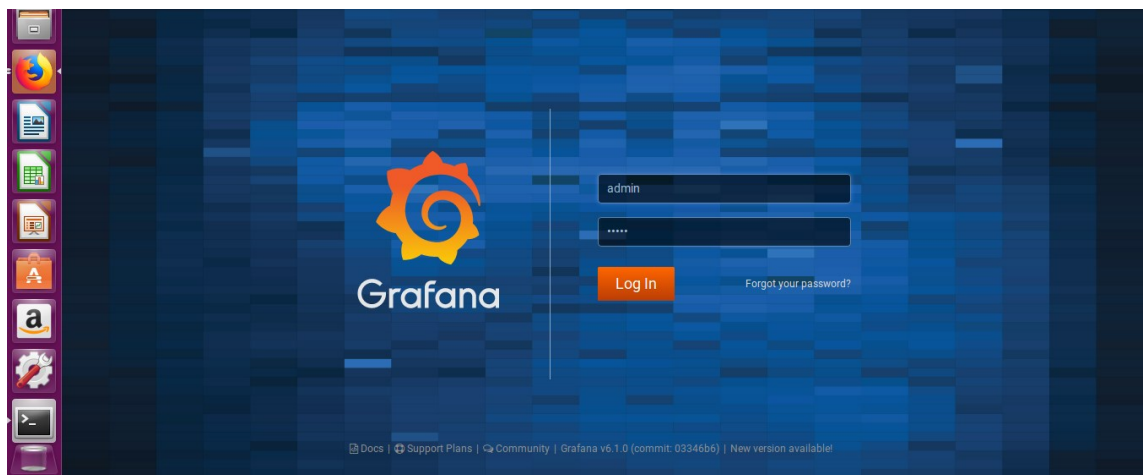 admin
•••••
Log In
Forgot your password?
Grafana
Docs | Support Plans | Community | Grafana v6.1.0 (commit: 03346b6) | New version available!